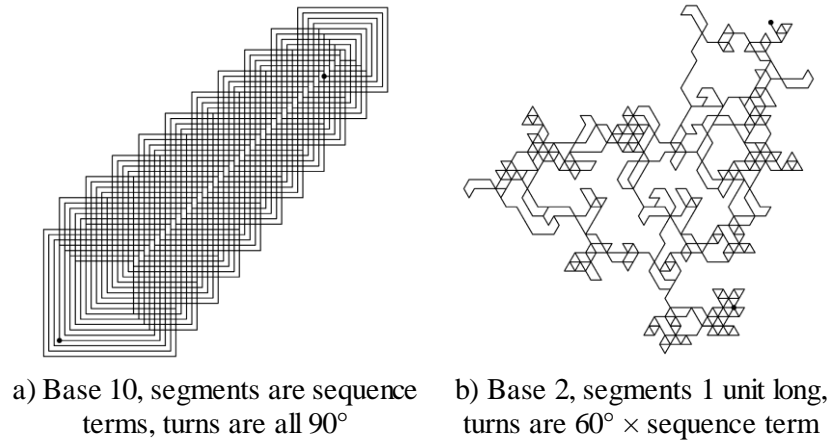 a) Base 10, segments are sequence
terms, turns are all 90°
b) Base 2, segments 1 unit long,
turns are 60° × sequence term